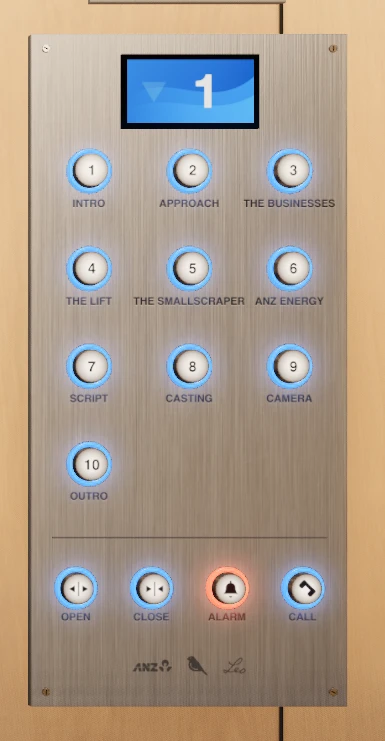 1
1 2 3
INTRO APPROACH THE BUSINESSES
4 5 6
THE LIFT THE SMALLSCRAPER ANZ ENERGY
7 8 9
SCRIPT CASTING CAMERA
10
OUTRO
OPEN CLOSE ALARM CALL
ANZ Leo